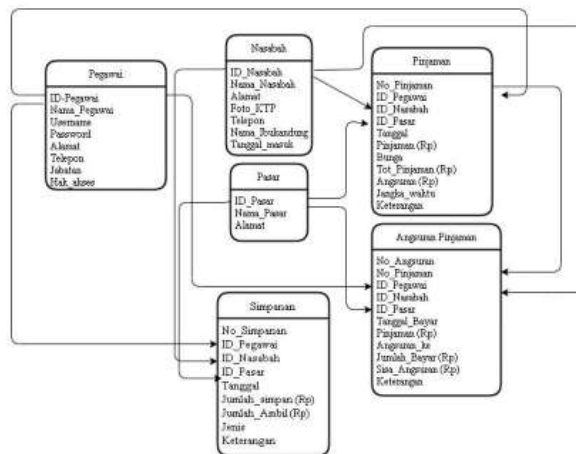 Pegawai
ID-Pegawai
Nama_Pegawai
Username
Password
Alamat
Telepon
Jabatan
Hak_akses
Nasabah
ID_Nasabah
Nama_Nasabah
Alamat
Foto_KTP
Telepon
Nama_Ibukandung
Tanggal_masuk
Pinjaman
No_Pinjaman
ID_Pegawai
ID_Nasabah
ID_Pasar
Tanggal
Pinjaman (Rp)
Bunga
Tot_Pinjaman (Rp)
Angsuran (Rp)
Jangka_waktu
Keterangan
Pasar
ID_Pasar
Nama_Pasar
Alamat
Angsuran Pinjaman
No_Angsuran
No_Pinjaman
ID_Pegawai
ID_Nasabah
ID_Pasar
Tanggal_Bayar
Pinjaman (Rp)
Angsuran_ke
Jumlah_Bayar (Rp)
Sisa_Angsuran (Rp)
Keterangan
Simpanan
No_Simpanan
ID_Pegawai
ID_Nasabah
ID_Pasar
Tanggal
Jumlah_simpan (Rp)
Jumlah_Ambil (Rp)
Jenis
Keterangan